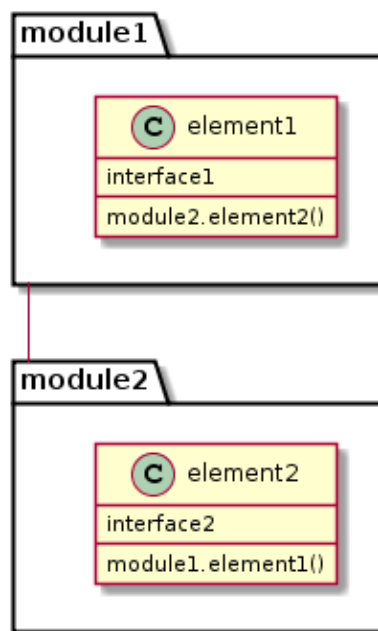 module1
C element1
interface1
module2.element2()
module2
C element2
interface2
module1.element1()